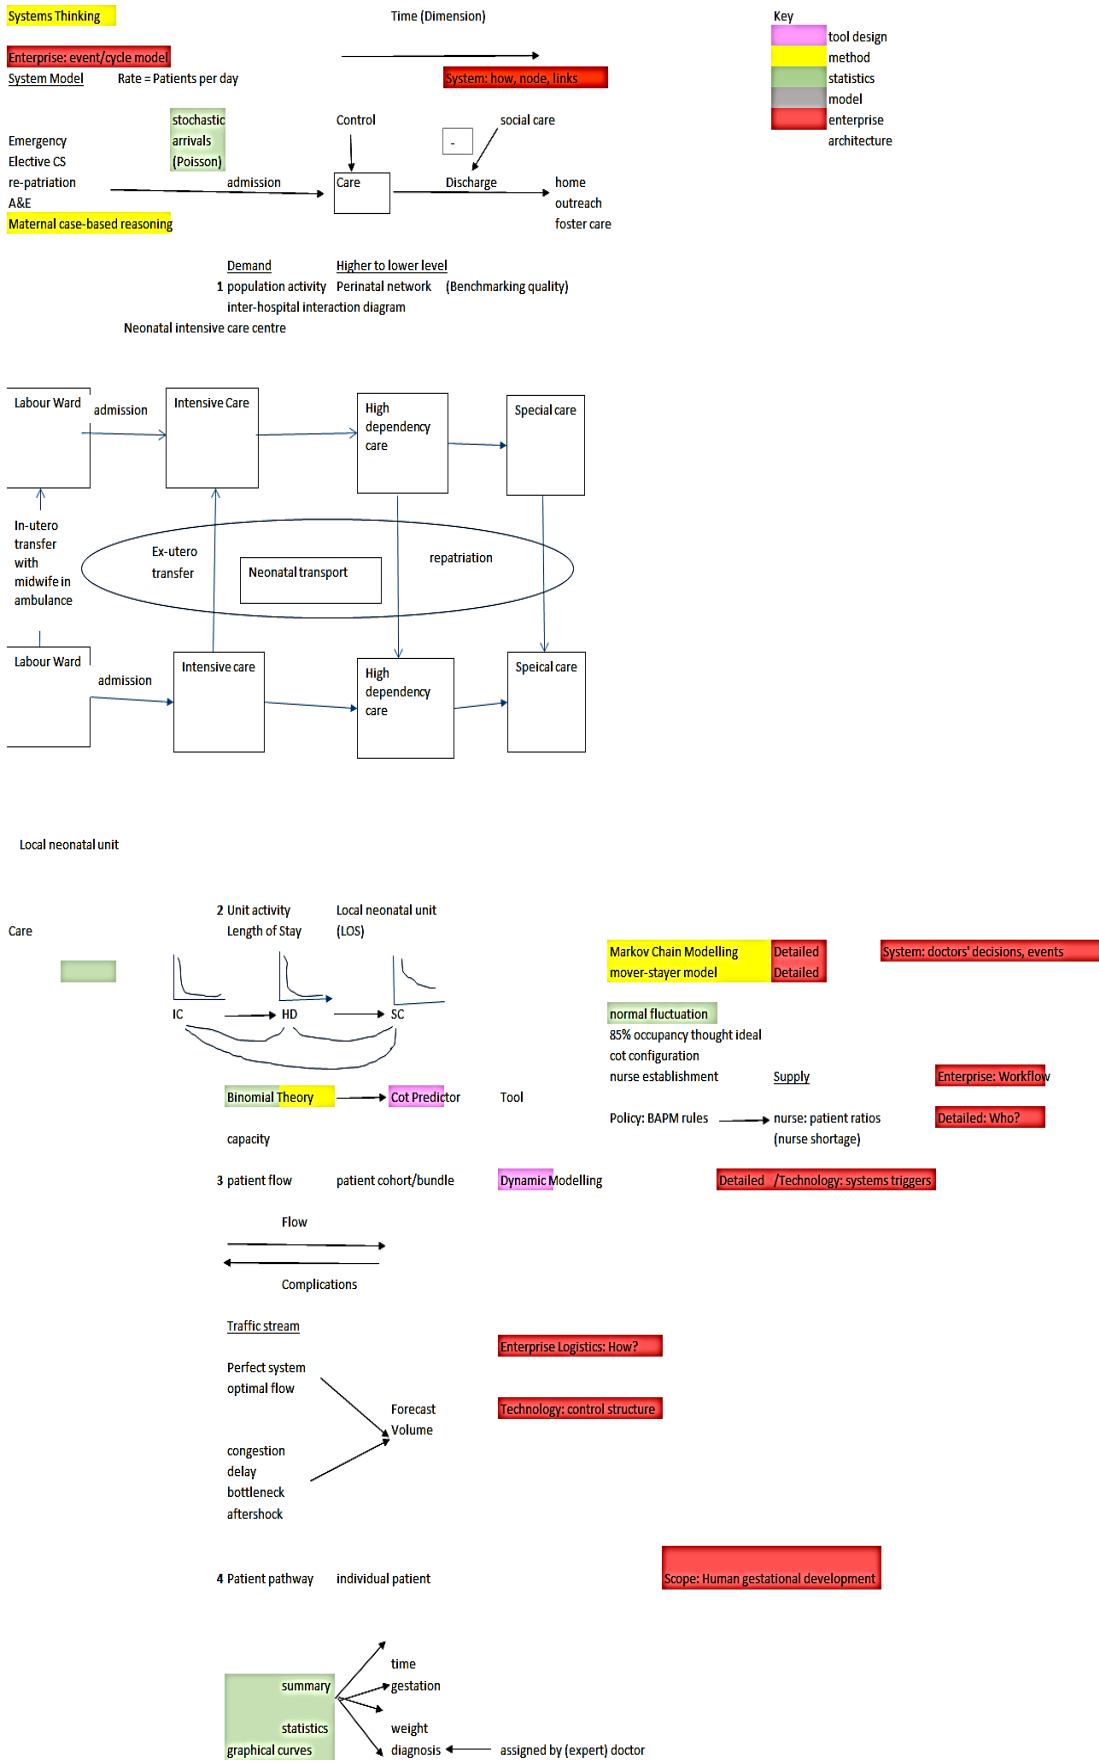 Systems Thinking
Time (Dimension)
Key
tool design
Enterprise: event/cycle model
method
System Model
Rate = Patients per day
System: how, node, links
statistics
model
stochastic
Control
social care
enterprise
Emergency
arrivals
-
architecture
Elective CS
(Poisson)
re-patriation
admission
Care
Discharge
home
A&E
outreach
Maternal case-based reasoning
foster care
Demand
Higher to lower level
1 population activity
Perinatal network
(Benchmarking quality)
inter-hospital interaction diagram
Neonatal intensive care centre
Labour Ward
admission
Intensive Care
High
dependency
care
Special care
In-utero
transfer
with
midwife in
ambulance
Ex-utero
transfer
Neonatal transport
repatriation
Labour Ward
admission
Intensive care
High
dependency
care
Speical care
Local neonatal unit
2 Unit activity
Local neonatal unit
Care
Length of Stay
(LOS)
Markov Chain Modelling
Detailed
System: doctors' decisions, events
mover-stayer model
Detailed
IC
HD
SC
normal fluctuation
85% occupancy thought ideal
cot configuration
nurse establishment
Supply
Enterprise: Workflow
Binomial Theory
Cot Predictor
Tool
Policy: BAPM rules
nurse: patient ratios
Detailed: Who?
capacity
(nurse shortage)
3 patient flow
patient cohort/bundle
Dynamic Modelling
Detailed /Technology: systems triggers
Flow
Complications
Traffic stream
Enterprise Logistics: How?
Perfect system
optimal flow
Forecast
Technology: control structure
Volume
congestion
delay
bottleneck
aftershock
4 Patient pathway
individual patient
Scope: Human gestational development
time
summary
gestation
statistics
weight
graphical curves
diagnosis
assigned by (expert) doctor